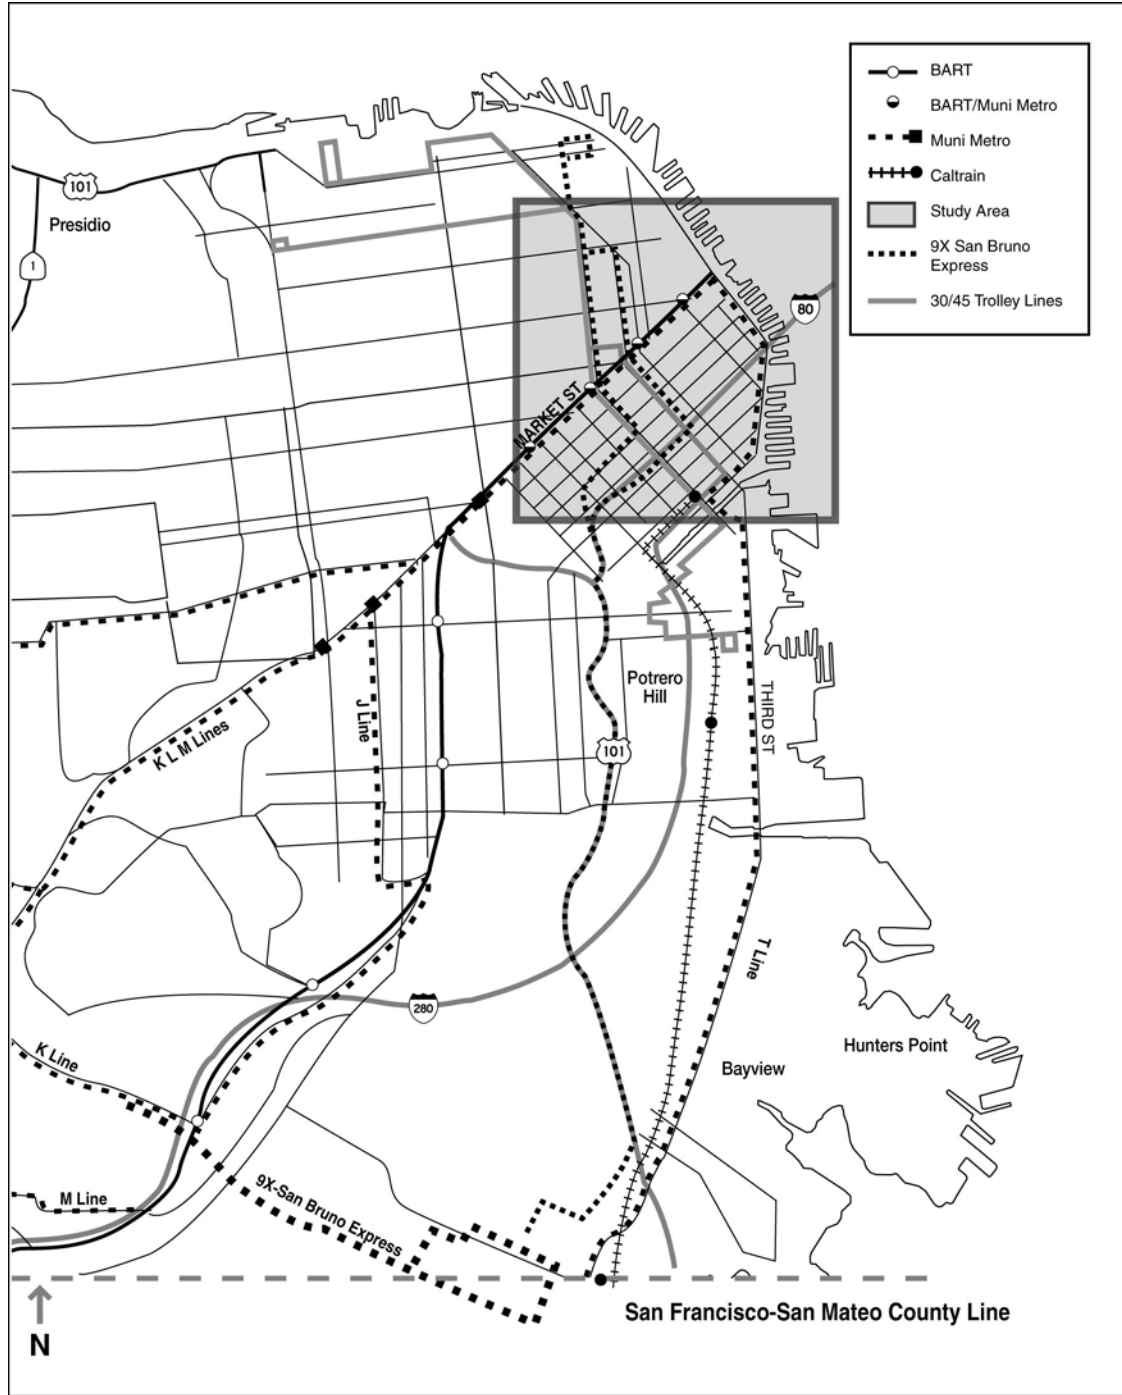 BART
BART/Muni Metro
Muni Metro
Caltrain
Study Area
9X San Bruno
Express
30/45 Trolley Lines
101
Presidio
1
80
MARKET ST
J Line
K L M Lines
Potrero
Hill
THIRD ST
101
T Line
280
Hunters Point
Bayview
K Line
M Line
9X-San Bruno Express
San Francisco-San Mateo County Line
N